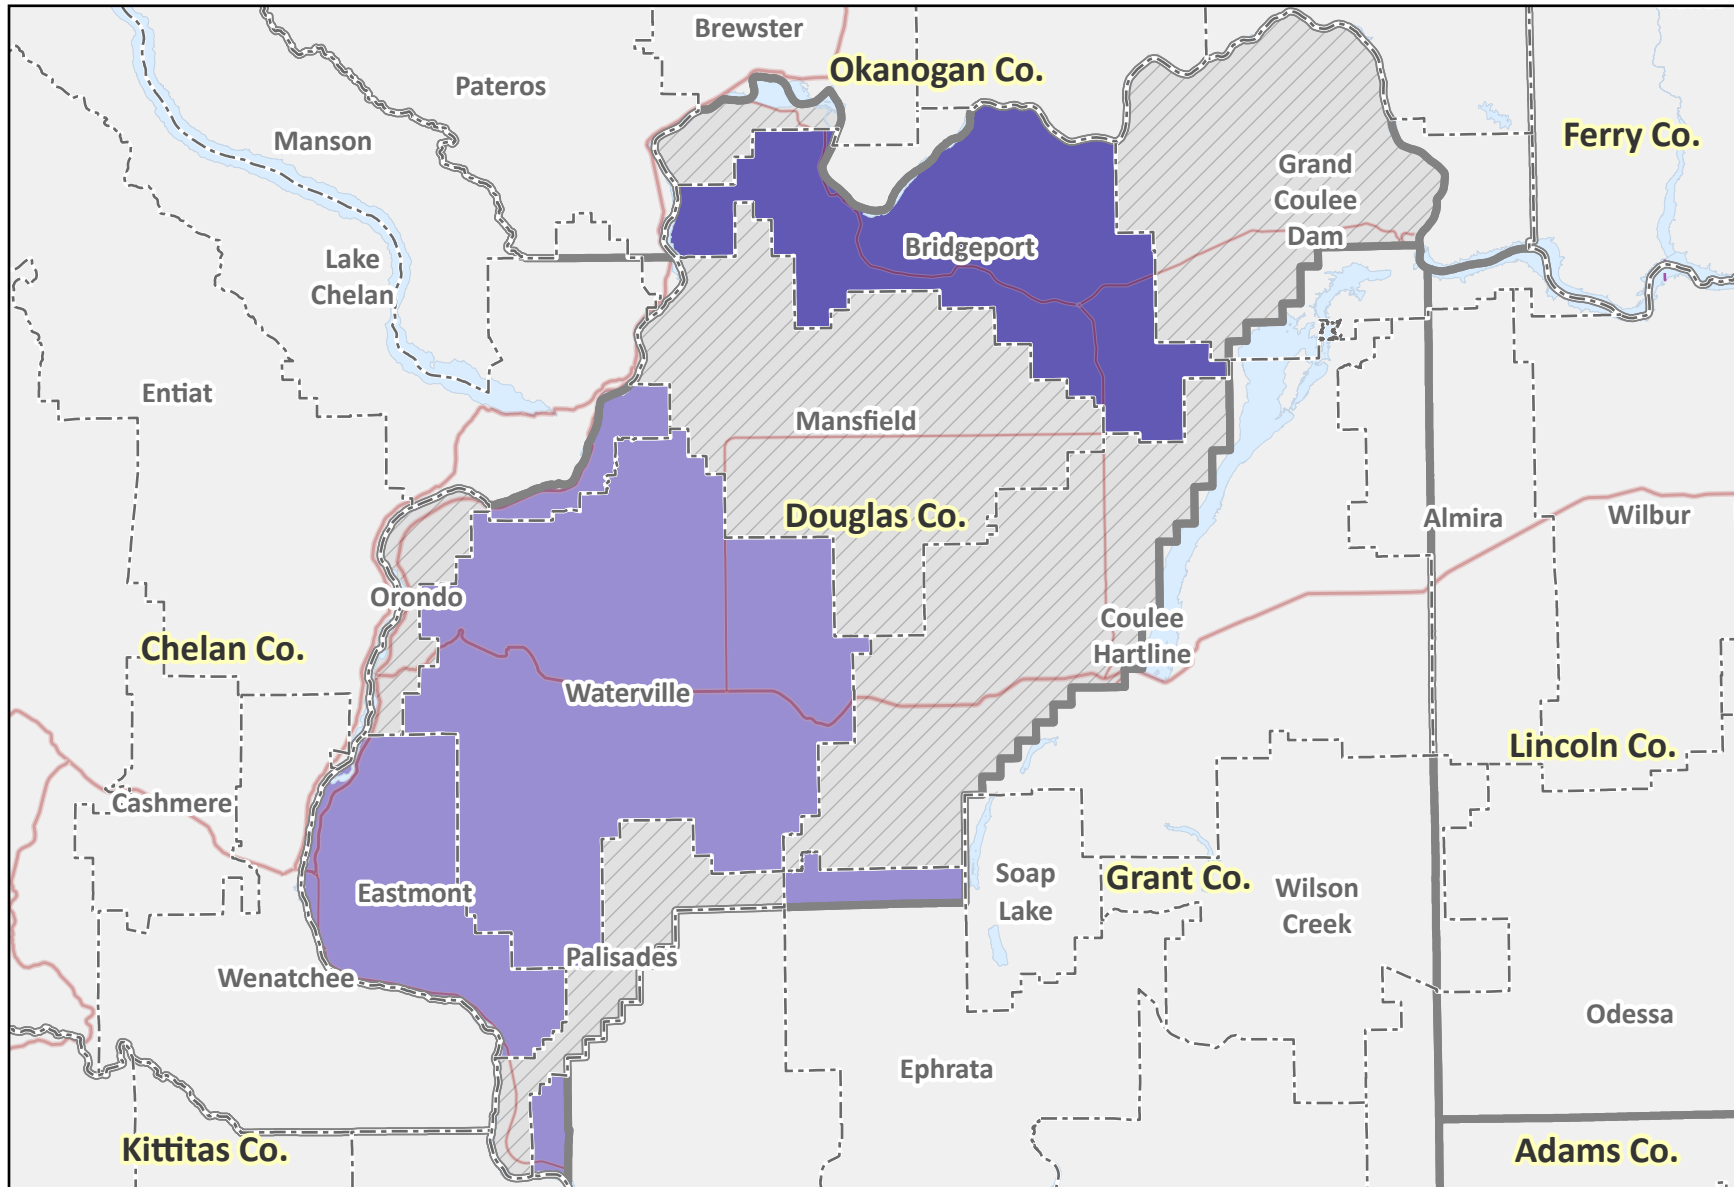 Brewster
Okanogan Co.
Pateros
Manson
Ferry Co.
Grand
Coulee
Dam
Bridgeport
Lake
Chelan
Entiat
Mansfield
Douglas Co.
Almira
Wilbur
Orondo
Coulee
Hartline
Chelan Co.
Waterville
Lincoln Co.
Cashmere
Eastmont
Soap
Lake
Grant Co.
Wilson
Creek
Palisades
Wenatchee
Odessa
Ephrata
Kittitas Co.
Adams Co.